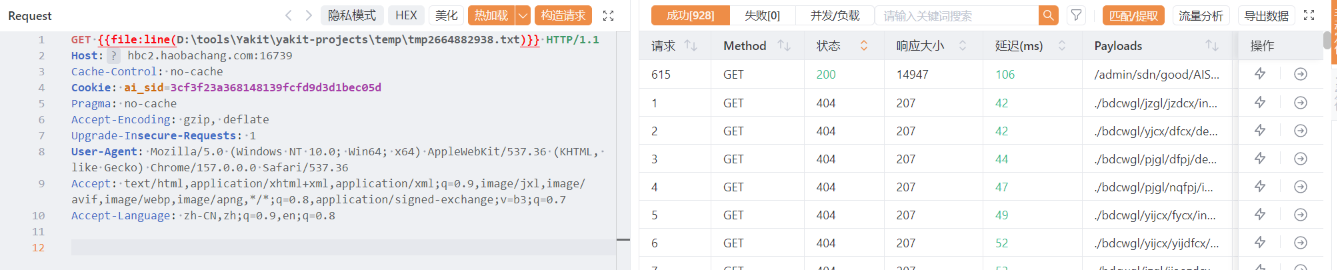 Request 隐私模式 HEX 美化 热加载 构造请求
1 GET {{file:line(D:\tools\Yakit\yakit-projects\temp\tmp2664882938.txt)}} HTTP/1.1
2 Host: ? hbc2.haobachang.com:16739
3 Cache-Control: no-cache
4 Cookie: ai_sid=3cf3f23a368148139fcfd9d3d1bec05d
5 Pragma: no-cache
6 Accept-Encoding: gzip, deflate
7 Upgrade-Insecure-Requests: 1
8 User-Agent: Mozilla/5.0 (Windows NT 10.0; Win64; x64) AppleWebKit/537.36 (KHTML,
like Gecko) Chrome/157.0.0.0 Safari/537.36
9 Accept: text/html,application/xhtml+xml,application/xml;q=0.9,image/jxl,image/
avif,image/webp,image/apng,*/*;q=0.8,application/signed-exchange;v=b3;q=0.7
10 Accept-Language: zh-CN,zh;q=0.9,en;q=0.8
11
12
成功[928] 失败[0] 并发/负载 请输入关键词搜索 匹配/提取 流量分析 导出数据
请求 Method 状态 响应大小 延迟(ms) Payloads 操作
615 GET 200 14947 106 /admin/sdn/good/AIS...
1 GET 404 207 42 ./bdcwgl/jzgl/jzdcx/in...
2 GET 404 207 42 ./bdcwgl/yjcx/dfcx/de...
3 GET 404 207 44 ./bdcwgl/pjgl/dfpj/de...
4 GET 404 207 47 ./bdcwgl/pjgl/nqfpj/i...
5 GET 404 207 49 ./bdcwgl/yijcx/fycx/in...
6 GET 404 207 52 ./bdcwgl/yijcx/yijdfcx/...